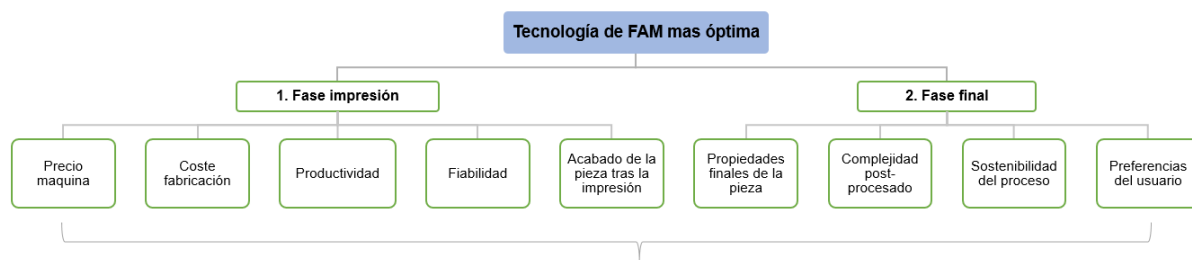 Tecnología de FAM mas óptima
1. Fase impresión
2. Fase final
Precio
maquina
Coste
fabricación
Productividad
Fiabilidad
Acabado de la
pieza tras la
impresión
Propiedades
finales de la
pieza
Complejidad
post-
procesado
Sostenibilidad
del proceso
Preferencias
del usuario